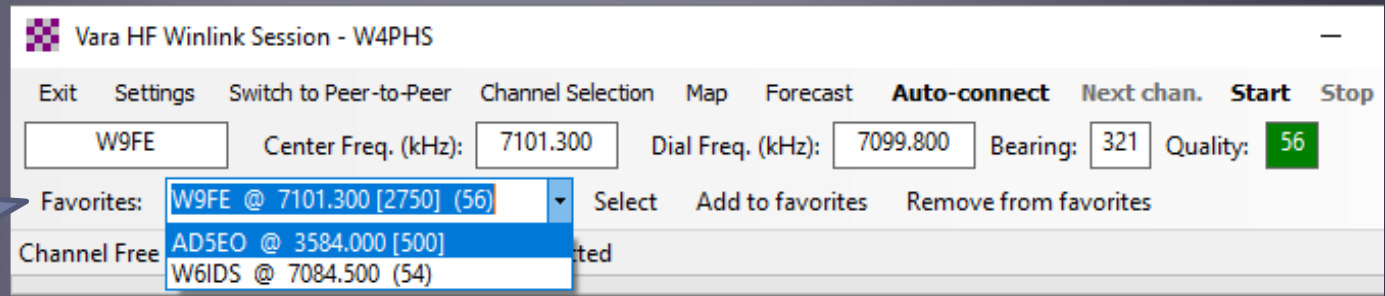 Vara HF Winlink Session - W4PHS
Exit Settings Switch to Peer-to-Peer Channel Selection Map Forecast Auto-connect Next chan. Start Stop
W9FE Center Freq. (kHz): 7101.300 Dial Freq. (kHz): 7099.800 Bearing: 321 Quality: 56
Favorites: W9FE @ 7101.300 [2750] (56) Select Add to favorites Remove from favorites
AD5EO @ 3584.000 [500]
Channel Free
W6IDS @ 7084.500 (54)